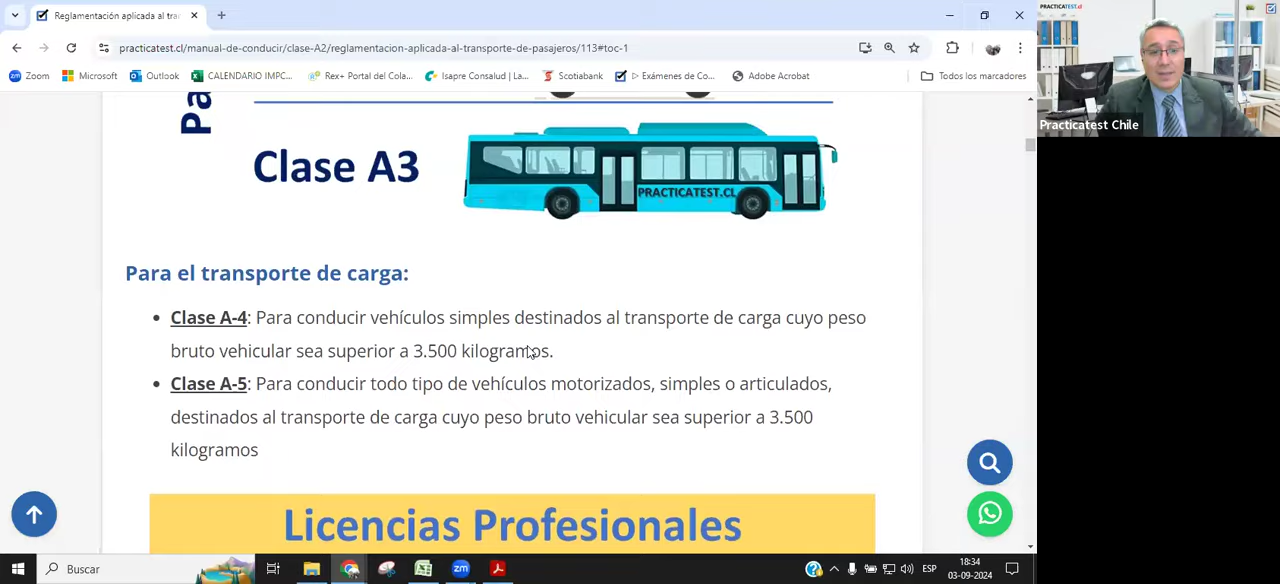 Reglamentación aplicada al tra
practicatest.cl/manual-de-conducir/clase-A2/reglamentacion-aplicada-al-transporte-de-pasajeros/113#toc-1
Zoom
Microsoft
Outlook
CALENDARIO IMPC...
Rex+ Portal del Cola...
Isapre Consalud | La...
Scotiabank
▷ Exámenes de Co...
Adobe Acrobat
Todos los marcadores
PRACTICATEST.cl
Practicatest Chile
Pa
Clase A3
PRACTICATEST.CL
Para el transporte de carga:
• Clase A-4: Para conducir vehículos simples destinados al transporte de carga cuyo peso
bruto vehicular sea superior a 3.500 kilogramos.
• Clase A-5: Para conducir todo tipo de vehículos motorizados, simples o articulados,
destinados al transporte de carga cuyo peso bruto vehicular sea superior a 3.500
kilogramos
Licencias Profesionales
Buscar
zm
ESP
18:34
03-09-2024